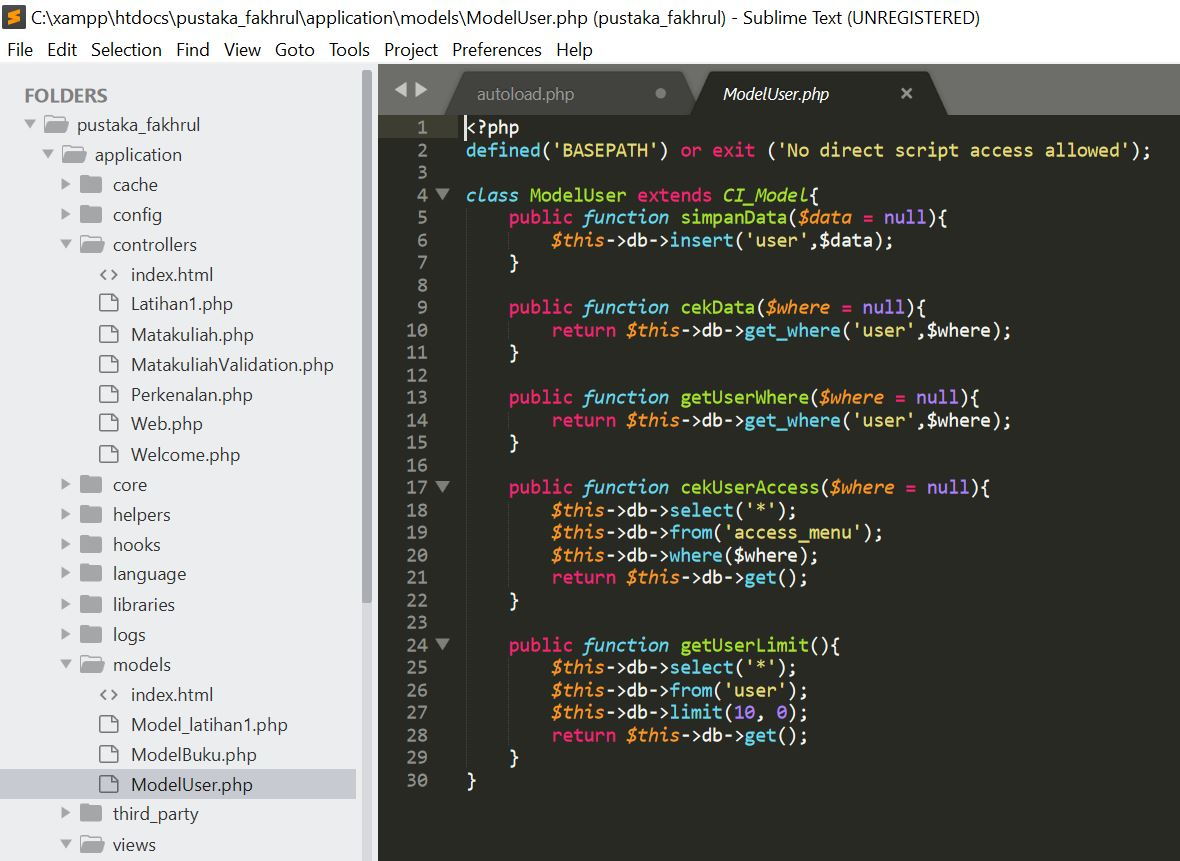 C:\xampp\htdocs\pustaka_fakhrul\application\models\ModelUser.php (pustaka_fakhrul) - Sublime Text (UNREGISTERED)
File Edit Selection Find View Goto Tools Project Preferences Help
FOLDERS
pustaka_fakhrul
application
cache
config
controllers
index.html
Latihan1.php
Matakuliah.php
MatakuliahValidation.php
Perkenalan.php
Web.php
Welcome.php
core
helpers
hooks
language
libraries
logs
models
index.html
Model_latihan1.php
ModelBuku.php
ModelUser.php
third_party
views
autoload.php
ModelUser.php
1 <?php
2 defined('BASEPATH') or exit ('No direct script access allowed');
3
4 class ModelUser extends CI_Model{
5     public function simpanData($data = null){
6         $this->db->insert('user',$data);
7     }
8
9     public function cekData($where = null){
10         return $this->db->get_where('user',$where);
11     }
12
13     public function getUserWhere($where = null){
14         return $this->db->get_where('user',$where);
15     }
16
17     public function cekUserAccess($where = null){
18         $this->db->select('*');
19         $this->db->from('access_menu');
20         $this->db->where($where);
21         return $this->db->get();
22     }
23
24     public function getUserLimit(){
25         $this->db->select('*');
26         $this->db->from('user');
27         $this->db->limit(10, 0);
28         return $this->db->get();
29     }
30 }